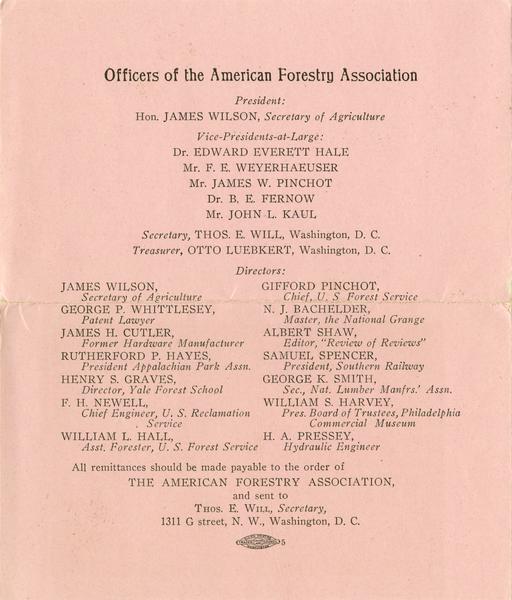 Officers of the American Forestry Association
President:
Hon. JAMES WILSON, Secretary of Agriculture
Vice-Presidents-at-Large:
Dr. EDWARD EVERETT HALE
Mr. F. E. WEYERHAEUSER
Mr. JAMES W. PINCHOT
Dr. B. E. FERNOW
Mr. JOHN L. KAUL
Secretary, THOS. E. WILL, Washington, D. C.
Treasurer, OTTO LUEBKERT, Washington, D. C.
Directors:
JAMES WILSON,
Secretary of Agriculture
GEORGE P. WHITTLESEY,
Patent Lawyer
JAMES H. CUTLER,
Former Hardware Manufacturer
RUTHERFORD P. HAYES,
President Appalachian Park Assn.
HENRY S. GRAVES,
Director, Yale Forest School
F. H. NEWELL,
Chief Engineer, U. S. Reclamation
Service
WILLIAM L. HALL,
Asst. Forester, U. S. Forest Service
GIFFORD PINCHOT,
Chief, U. S Forest Service
N. J. BACHELDER,
Master, the National Grange
ALBERT SHAW,
Editor, "Review of Reviews"
SAMUEL SPENCER,
President, Southern Railway
GEORGE K. SMITH,
Sec., Nat. Lumber Manfrs.' Assn.
WILLIAM S. HARVEY,
Pres. Board of Trustees, Philadelphia
Commercial Museum
H. A. PRESSEY,
Hydraulic Engineer
All remittances should be made payable to the order of
THE AMERICAN FORESTRY ASSOCIATION,
and sent to
THOS. E. WILL, Secretary,
1311 G street, N. W., Washington, D. C.
5